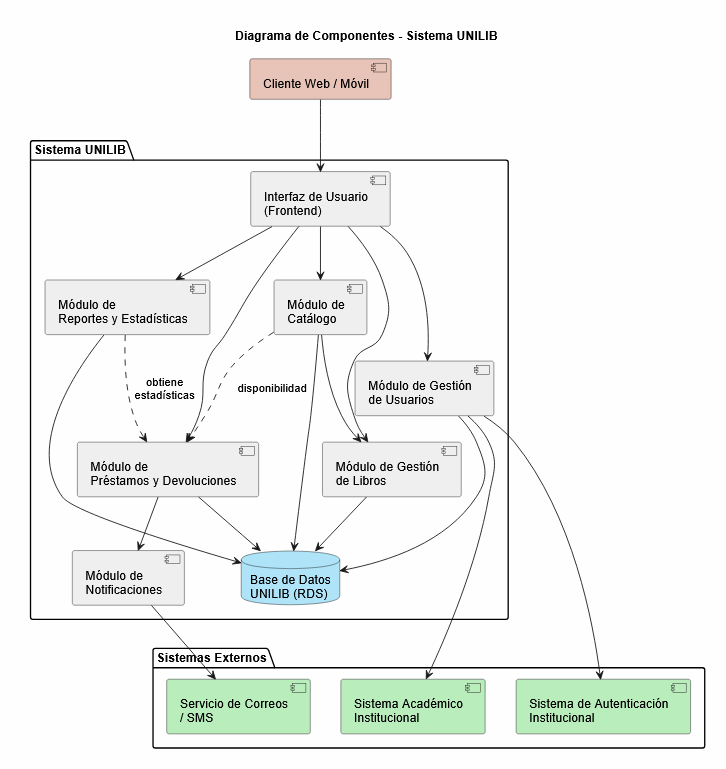 Diagrama de Componentes - Sistema UNILIB
Cliente Web / Móvil
Sistema UNILIB
Interfaz de Usuario
(Frontend)
Módulo de
Reportes y Estadísticas
Módulo de
Catálogo
Módulo de Gestión
de Usuarios
obtiene
estadísticas
disponibilidad
Módulo de
Préstamos y Devoluciones
Módulo de Gestión
de Libros
Módulo de
Notificaciones
Base de Datos
UNILIB (RDS)
Sistemas Externos
Servicio de Correos
/ SMS
Sistema Académico
Institucional
Sistema de Autenticación
Institucional